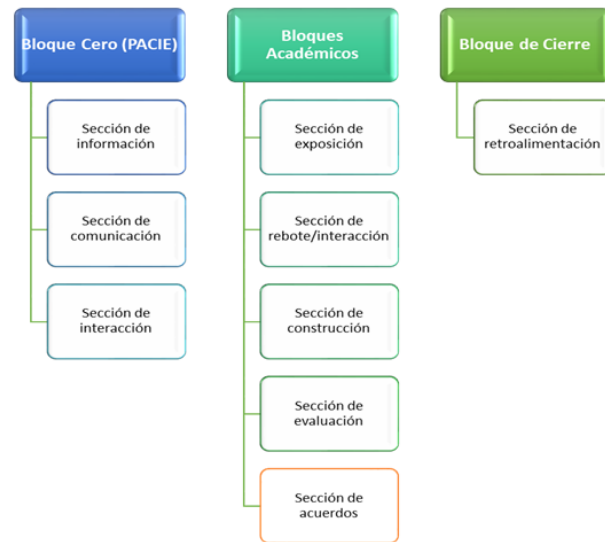 Bloque Cero (PACIE)
Sección de
información
Sección de
comunicación
Sección de
interacción
Bloques
Académicos
Sección de
exposición
Sección de
rebote/interacción
Sección de
construcción
Sección de
evaluación
Sección de
acuerdos
Bloque de Cierre
Sección de
retroalimentación